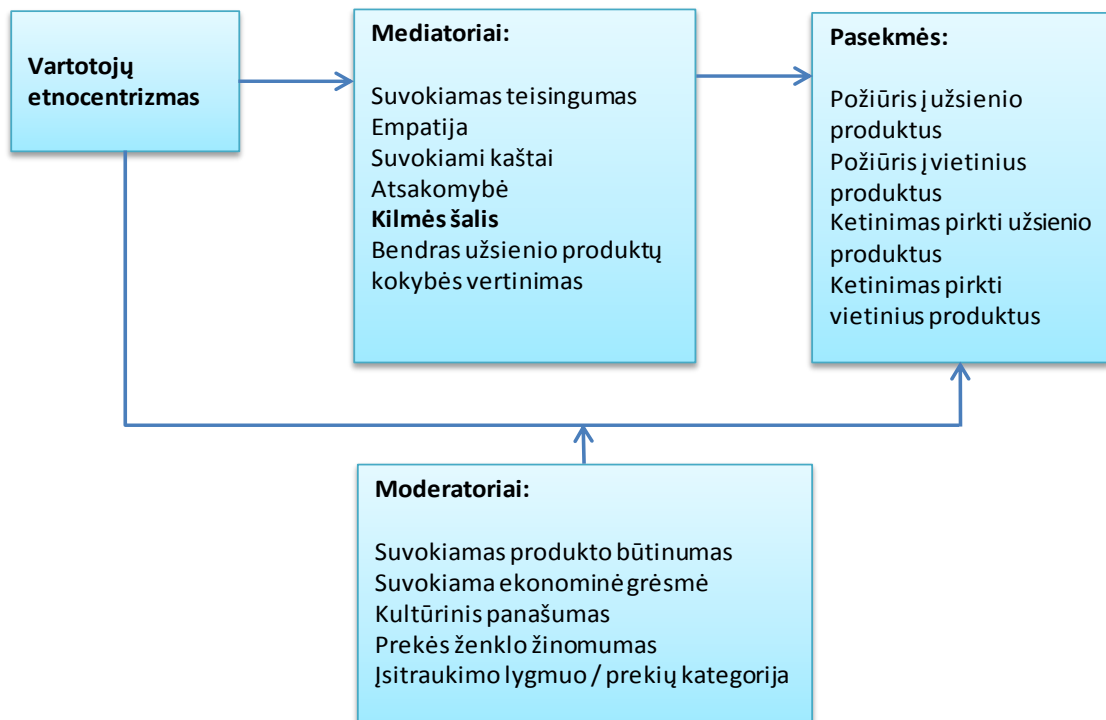 Vartotojų
etnocentrizmas
Mediatoriai:
Suvokiamas teisingumas
Empatija
Suvokiami kaštai
Atsakomybė
Kilmės šalis
Bendras užsienio produktų
kokybės vertinimas
Pasekmės:
Požiūris į užsienio
produktus
Požiūris į vietinius
produktus
Ketinimas pirkti užsienio
produktus
Ketinimas pirkti
vietinius produktus
Moderatoriai:
Suvokiamas produkto būtinumas
Suvokiama ekonominė grėsmė
Kultūrinis panašumas
Prekės ženklo žinomumas
Įsitraukimo lygmuo / prekių kategorija